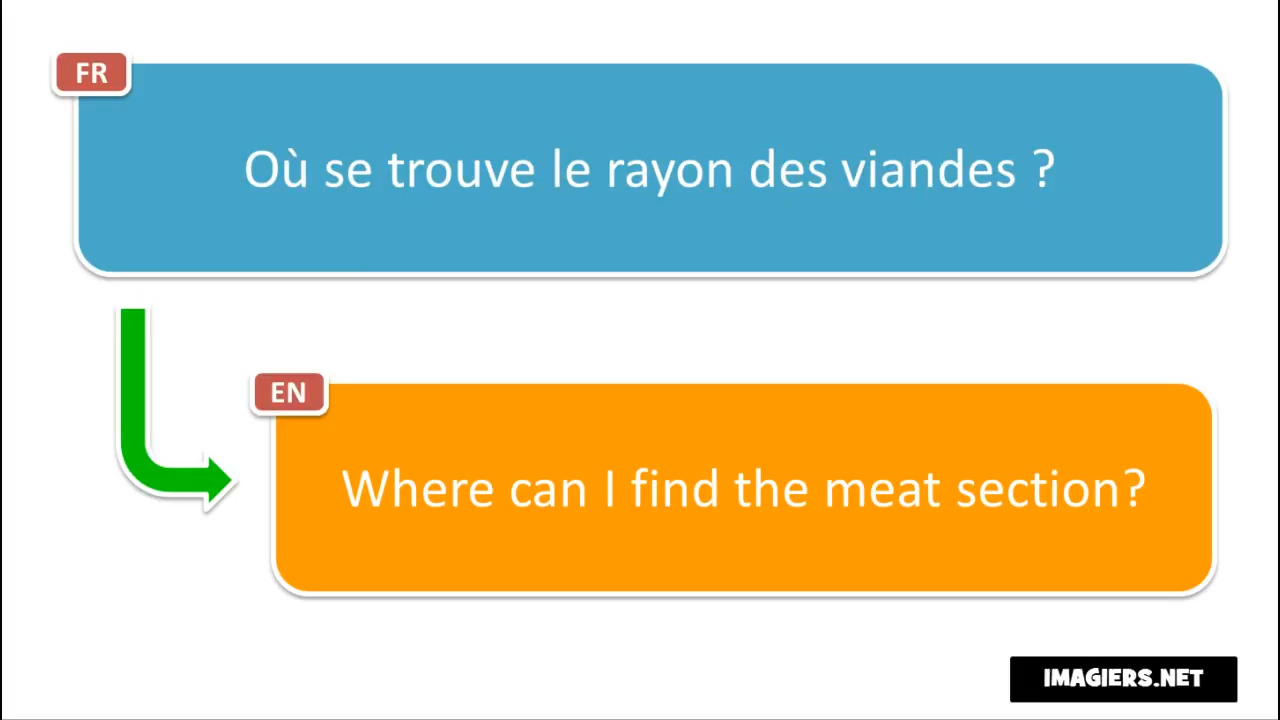 FR
Où se trouve le rayon des viandes ?
EN
Where can I find the meat section?
IMAGIERS.NET